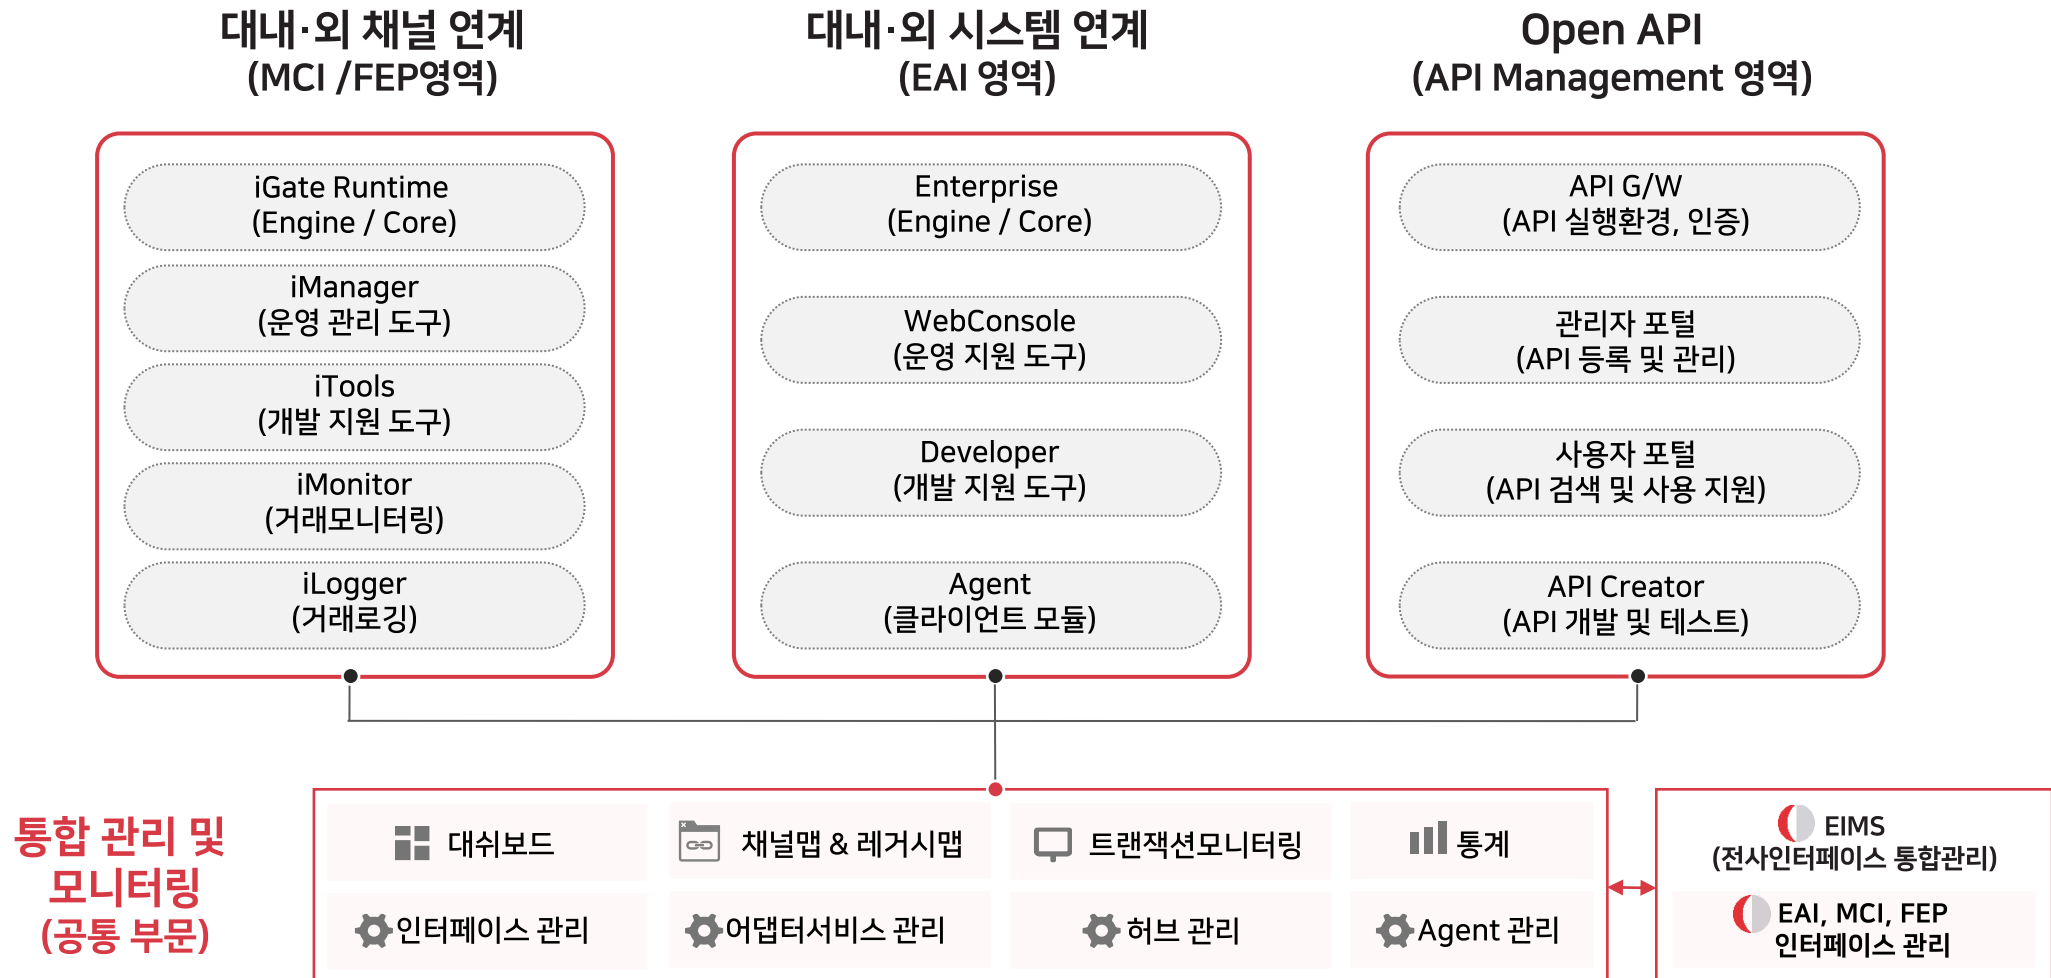 대내·외 채널 연계
(MCI /FEP영역)
iGate Runtime
(Engine / Core)
iManager
(운영 관리 도구)
iTools
(개발 지원 도구)
iMonitor
(거래모니터링)
iLogger
(거래로깅)
대내·외 시스템 연계
(EAI 영역)
Enterprise
(Engine / Core)
WebConsole
(운영 지원 도구)
Developer
(개발 지원 도구)
Agent
(클라이언트 모듈)
Open API
(API Management 영역)
API G/W
(API 실행환경, 인증)
관리자 포털
(API 등록 및 관리)
사용자 포털
(API 검색 및 사용 지원)
API Creator
(API 개발 및 테스트)
통합 관리 및
모니터링
(공통 부문)
대쉬보드
채널맵 & 레거시맵
트랜잭션모니터링
통계
인터페이스 관리
어댑터서비스 관리
허브 관리
Agent 관리
EIMS
(전사인터페이스 통합관리)
EAI, MCI, FEP
인터페이스 관리